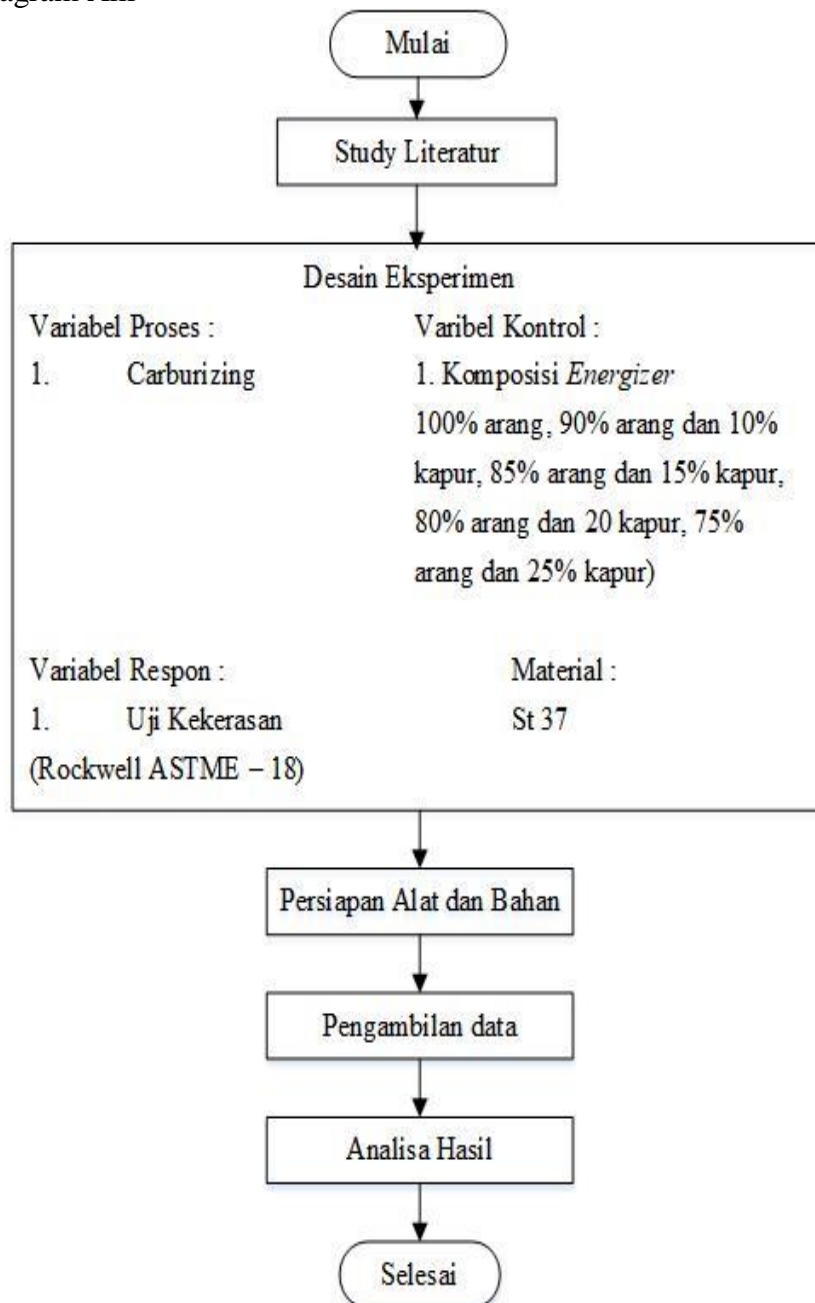 Mulai
Study Literatur
Desain Eksperimen
Variabel Proses :
1. Carburizing
Varibel Kontrol :
1. Komposisi Energizer
100% arang, 90% arang dan 10%
kapur, 85% arang dan 15% kapur,
80% arang dan 20 kapur, 75%
arang dan 25% kapur)
Variabel Respon :
1. Uji Kekerasan
(Rockwell ASTME – 18)
Material :
St 37
Persiapan Alat dan Bahan
Pengambilan data
Analisa Hasil
Selesai